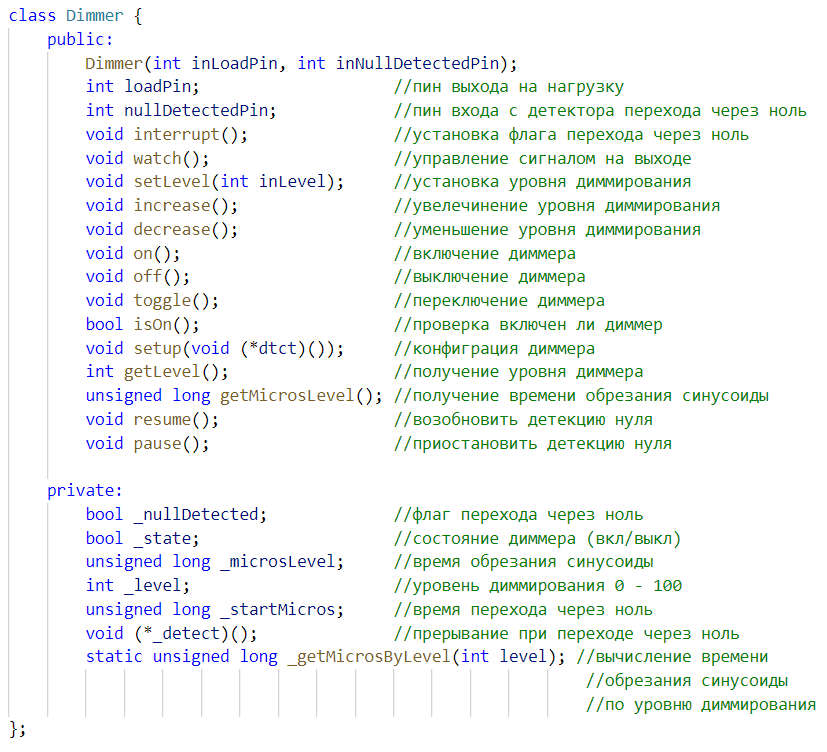 class Dimmer {
public:
Dimmer(int inLoadPin, int inNullDetectedPin);
int loadPin; //пин выхода на нагрузку
int nullDetectedPin; //пин входа с детектора перехода через ноль
void interrupt(); //установка флага перехода через ноль
void watch(); //управление сигналом на выходе
void setLevel(int inLevel); //установка уровня диммирования
void increase(); //увелечинение уровня диммирования
void decrease(); //уменьшение уровня диммирования
void on(); //включение диммера
void off(); //выключение диммера
void toggle(); //переключение диммера
bool isOn(); //проверка включен ли диммер
void setup(void (*dtct)()); //конфиграция диммера
int getLevel(); //получение уровня диммера
unsigned long getMicrosLevel(); //получение времени обрезания синусоиды
void resume(); //возобновить детекцию нуля
void pause(); //приостановить детекцию нуля
private:
bool _nullDetected; //флаг перехода через ноль
bool _state; //состояние диммера (вкл/выкл)
unsigned long _microsLevel; //время обрезания синусоиды
int _level; //уровень диммирования 0 - 100
unsigned long _startMicros; //время перехода через ноль
void (*_detect)(); //прерывание при переходе через ноль
static unsigned long _getMicrosByLevel(int level); //вычисление времени
//обрезания синусоиды
//по уровню диммирования
};